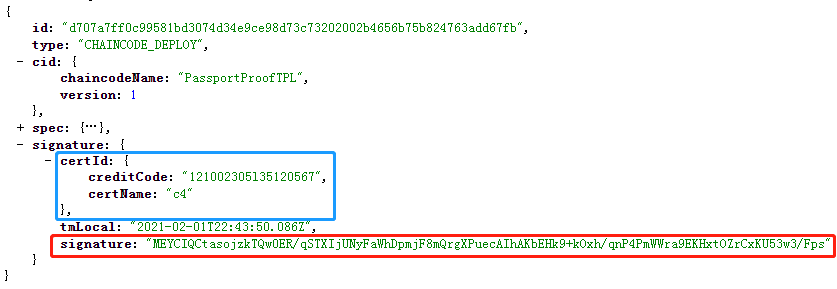 {
id: "d707a7ff0c99581bd3074d34e9ce98d73c73202002b4656b75b824763add67fb",
type: "CHAINCODE_DEPLOY",
- cid: {
chaincodeName: "PassportProofTPL",
version: 1
},
+ spec: {…},
- signature: {
- certId: {
creditCode: "121002305l35120567",
certName: "c4"
},
tmLocal: "2021-02-01T22:43:50.086Z",
signature: "MEYCIQCtasojzkTQw0ER/qSTXIjUNyFaWhDpmjF8mQrgXPuecAIhAKbEHk9+kOxh/qnP4PmWWra9EKHxtOZrCxKU53w3/Fps"
}
}